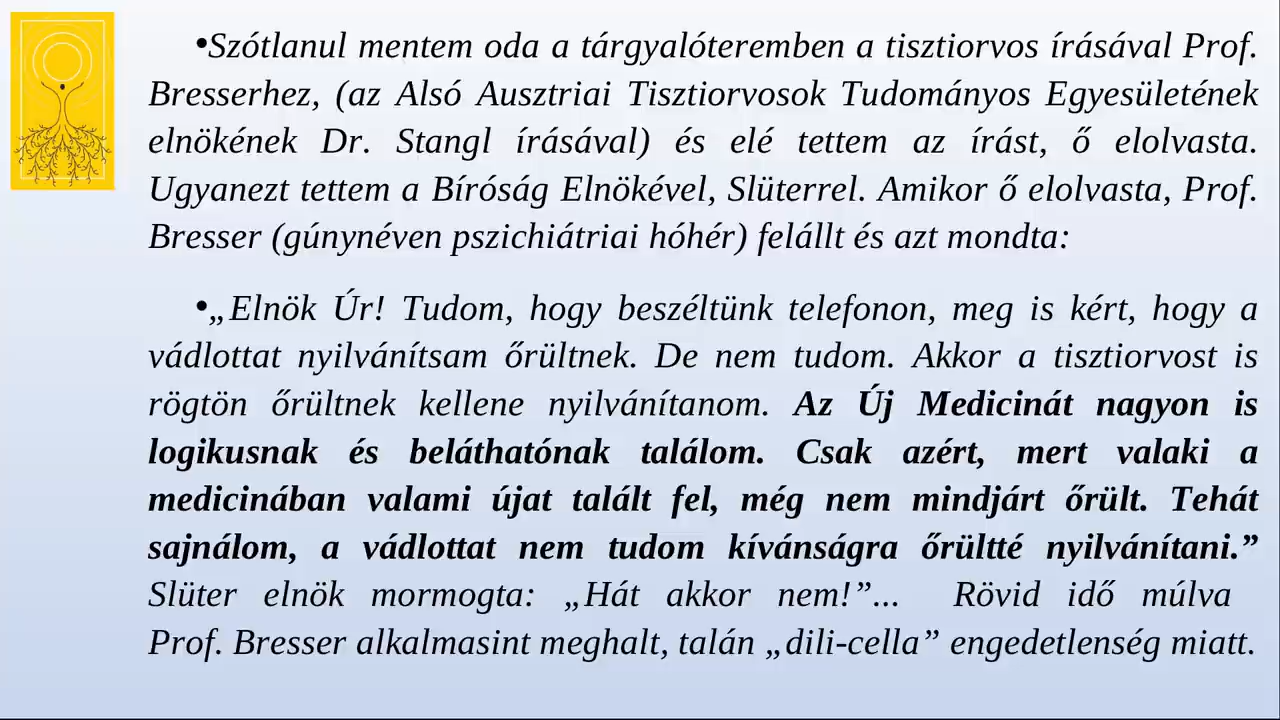 •Szótlanul mentem oda a tárgyalóteremben a tisztiorvos írásával Prof.
Bresserhez, (az Alsó Ausztriai Tisztiorvosok Tudományos Egyesületének
elnökének Dr. Stangl írásával) és elé tettem az írást, ő elolvasta.
Ugyanezt tettem a Bíróság Elnökével, Slüterrel. Amikor ő elolvasta, Prof.
Bresser (gúnynéven pszichiátriai hóhér) felállt és azt mondta:
•„Elnök Úr! Tudom, hogy beszéltünk telefonon, meg is kért, hogy a
vádlottat nyilvánítsam őrültnek. De nem tudom. Akkor a tisztiorvost is
rögtön őrültnek kellene nyilvánítanom. Az Új Medicinát nagyon is
logikusnak és beláthatónak találom. Csak azért, mert valaki a
medicinában valami újat talált fel, még nem mindjárt őrült. Tehát
sajnálom, a vádlottat nem tudom kívánságra őrültté nyilvánítani.”
Slüter elnök mormogta: „Hát akkor nem!”... Rövid idő múlva
Prof. Bresser alkalmasint meghalt, talán „dili-cella” engedetlenség miatt.